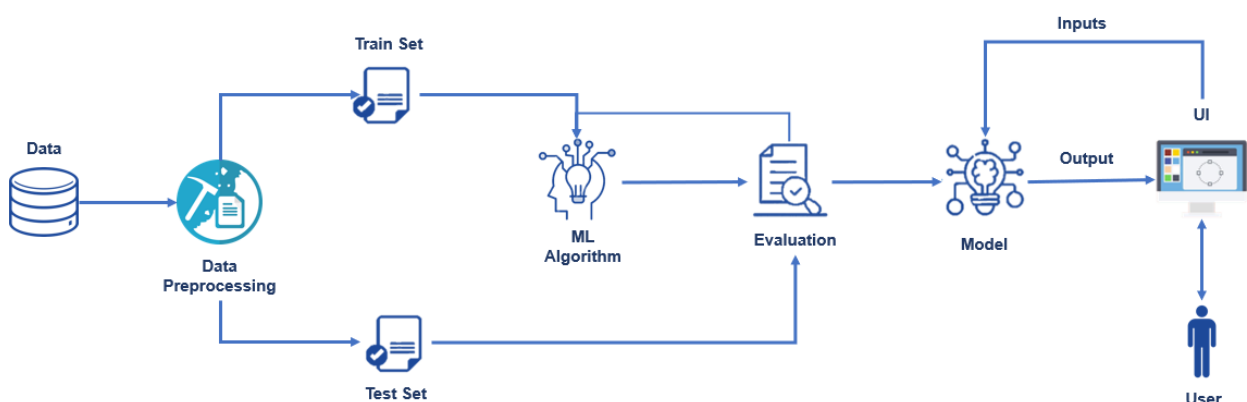 Inputs
Train Set
UI
Data
Output
ML
Algorithm
Evaluation
Model
Data
Preprocessing
Test Set
User